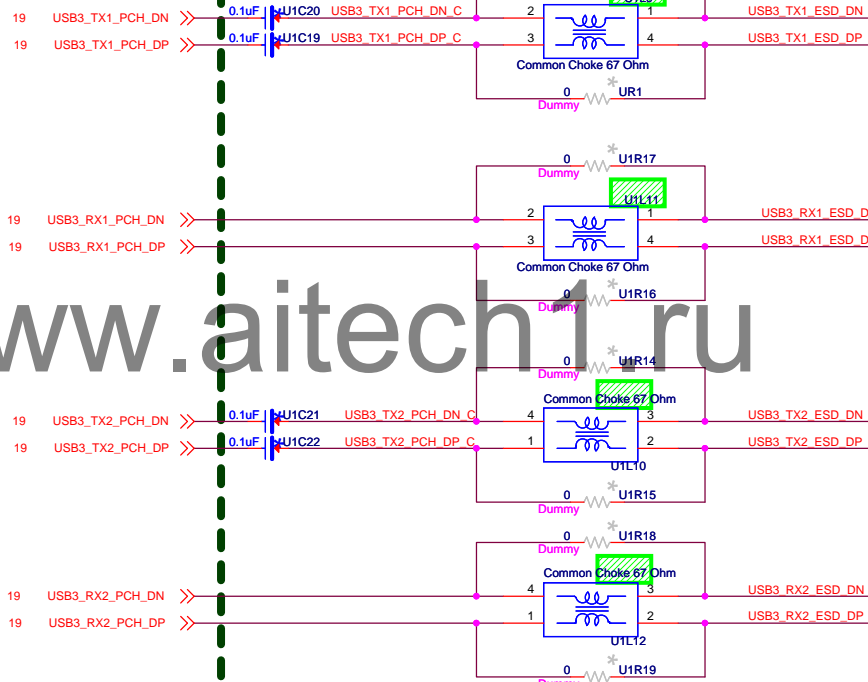 19 USB3_TX1_PCH_DN 0.1uF U1C20 USB3_TX1_PCH_DN_C 2 1 USB3_TX1_ESD_DN
19 USB3_TX1_PCH_DP 0.1uF U1C19 USB3_TX1_PCH_DP_C 3 4 USB3_TX1_ESD_DP
Common Choke 67 Ohm
0 * UR1
Dummy
0 * U1R17
Dummy
U1L11
19 USB3_RX1_PCH_DN 2 1 USB3_RX1_ESD_D
19 USB3_RX1_PCH_DP 3 4 USB3_RX1_ESD_D
Common Choke 67 Ohm
0 * U1R16
Dummy
ww.aitech1.ru
0 * U1R14
Dummy
Common Choke 67 Ohm
19 USB3_TX2_PCH_DN 0.1uF U1C21 USB3_TX2_PCH_DN_C 4 3 USB3_TX2_ESD_DN
19 USB3_TX2_PCH_DP 0.1uF U1C22 USB3_TX2_PCH_DP_C 1 2 USB3_TX2_ESD_DP
U1L10
0 * U1R15
Dummy
0 * U1R18
Dummy
Common Choke 67 Ohm
19 USB3_RX2_PCH_DN 4 3 USB3_RX2_ESD_DN
19 USB3_RX2_PCH_DP 1 2 USB3_RX2_ESD_DP
U1L12
0 * U1R19
Dummy